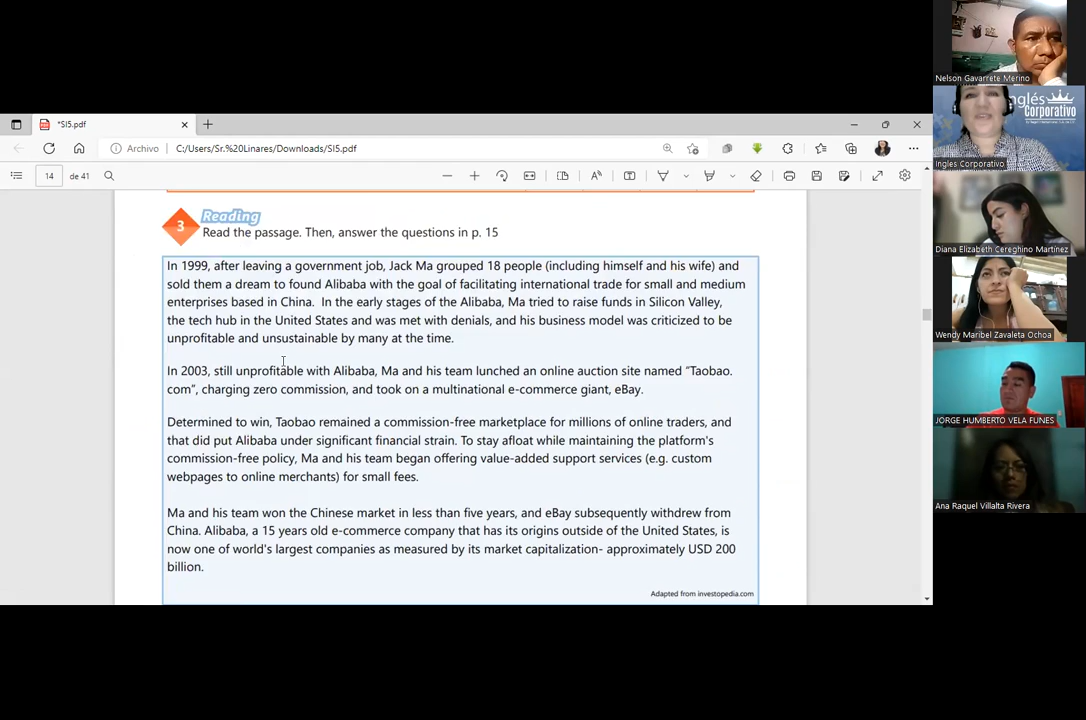 *SI5.pdf
Archivo
C:/Users/Sr.%20Linares/Downloads/SI5.pdf
14
de 41
3
Reading
Read the passage. Then, answer the questions in p. 15
In 1999, after leaving a government job, Jack Ma grouped 18 people (including himself and his wife) and
sold them a dream to found Alibaba with the goal of facilitating international trade for small and medium
enterprises based in China. In the early stages of the Alibaba, Ma tried to raise funds in Silicon Valley,
the tech hub in the United States and was met with denials, and his business model was criticized to be
unprofitable and unsustainable by many at the time.
In 2003, still unprofitable with Alibaba, Ma and his team lunched an online auction site named "Taobao.
com", charging zero commission, and took on a multinational e-commerce giant, eBay.
Determined to win, Taobao remained a commission-free marketplace for millions of online traders, and
that did put Alibaba under significant financial strain. To stay afloat while maintaining the platform's
commission-free policy, Ma and his team began offering value-added support services (e.g. custom
webpages to online merchants) for small fees.
Ma and his team won the Chinese market in less than five years, and eBay subsequently withdrew from
China. Alibaba, a 15 years old e-commerce company that has its origins outside of the United States, is
now one of world's largest companies as measured by its market capitalization- approximately USD 200
billion.
Adapted from investopedia.com
Nelson Gavarrete Merino
Inglés
Corporativo
Ingles Corporativo
Diana Elizabeth Cereghino Martínez
Wendy Maribel Zavaleta Ochoa
JORGE HUMBERTO VELA FUNES
Ana Raquel Villalta Rivera